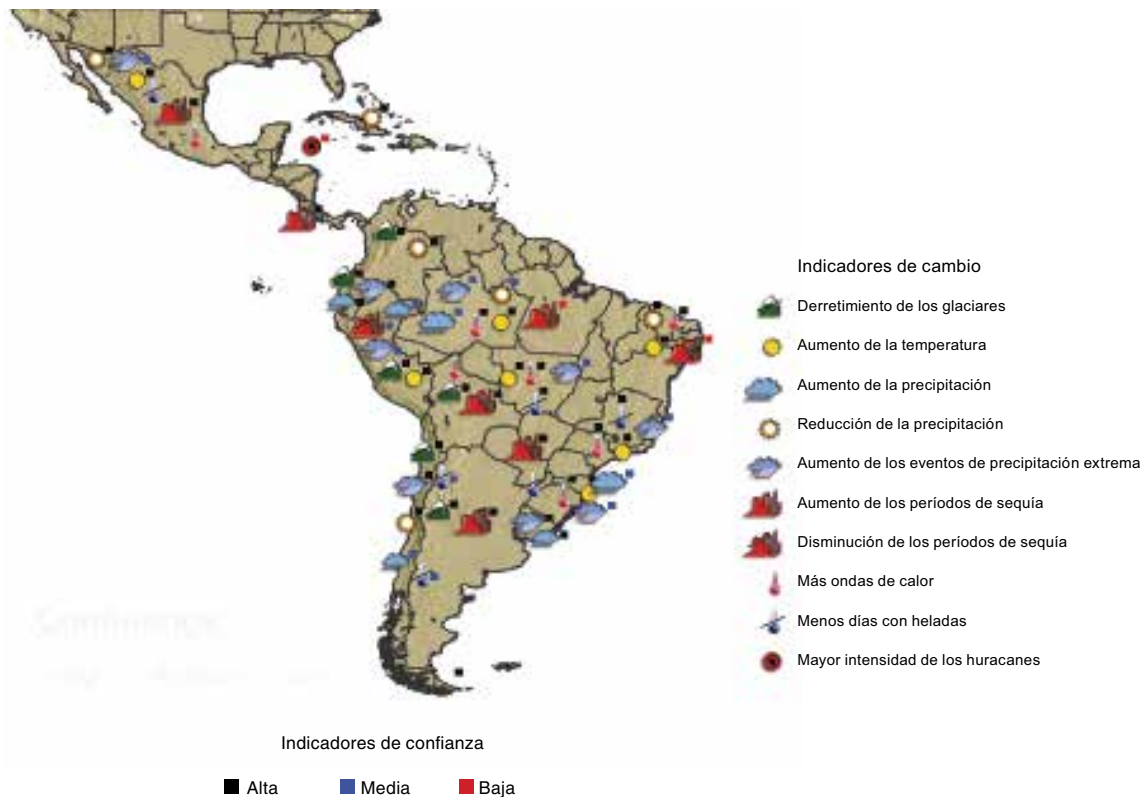 Indicadores de cambio
Derretimiento de los glaciares
Aumento de la temperatura
Aumento de la precipitación
Reducción de la precipitación
Aumento de los eventos de precipitación extrema
Aumento de los períodos de sequía
Disminución de los períodos de sequía
Más ondas de calor
Menos días con heladas
Mayor intensidad de los huracanes
Indicadores de confianza
Alta
Media
Baja